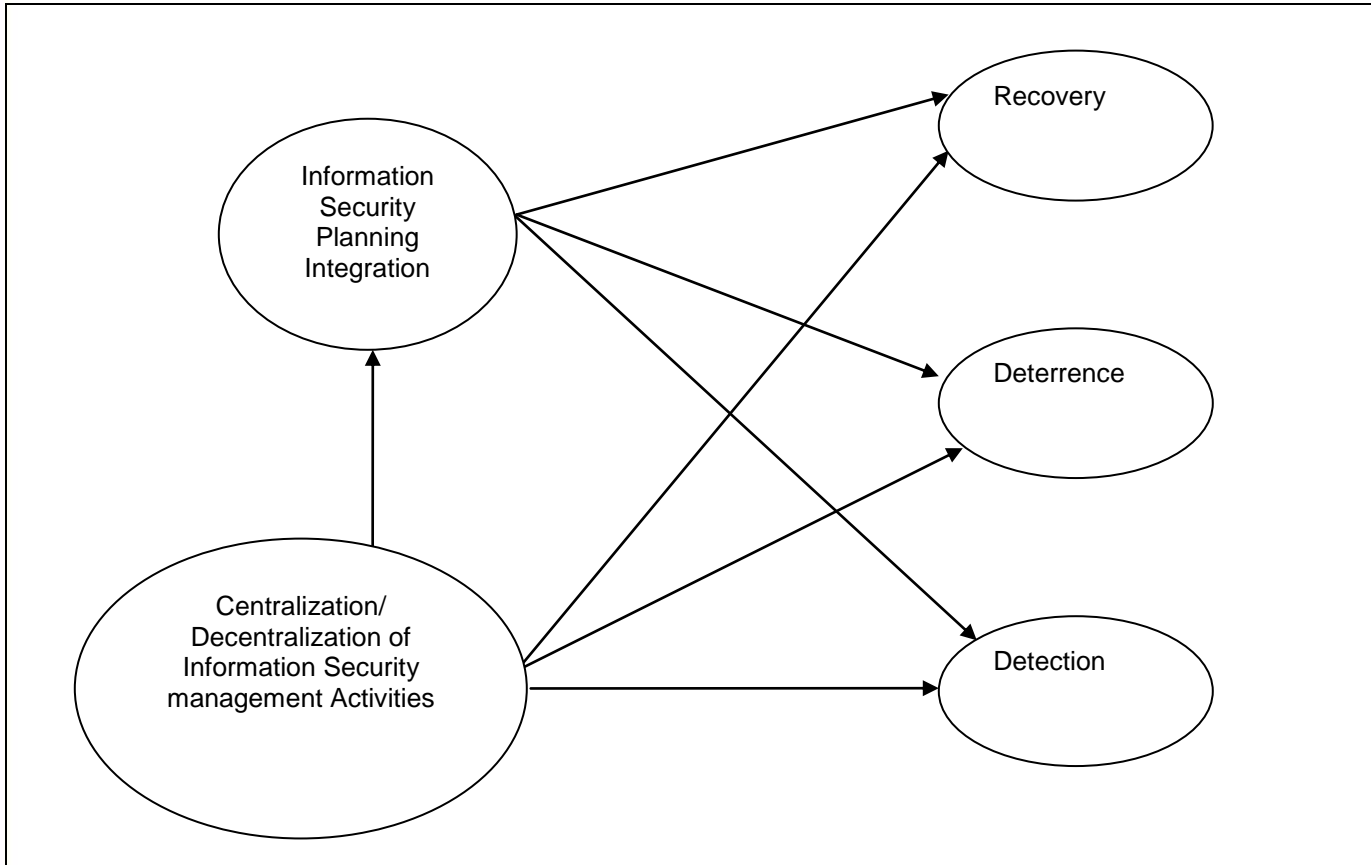 Recovery
Information
Security
Planning
Integration
Deterrence
Centralization/
Decentralization of
Information Security
management Activities
Detection